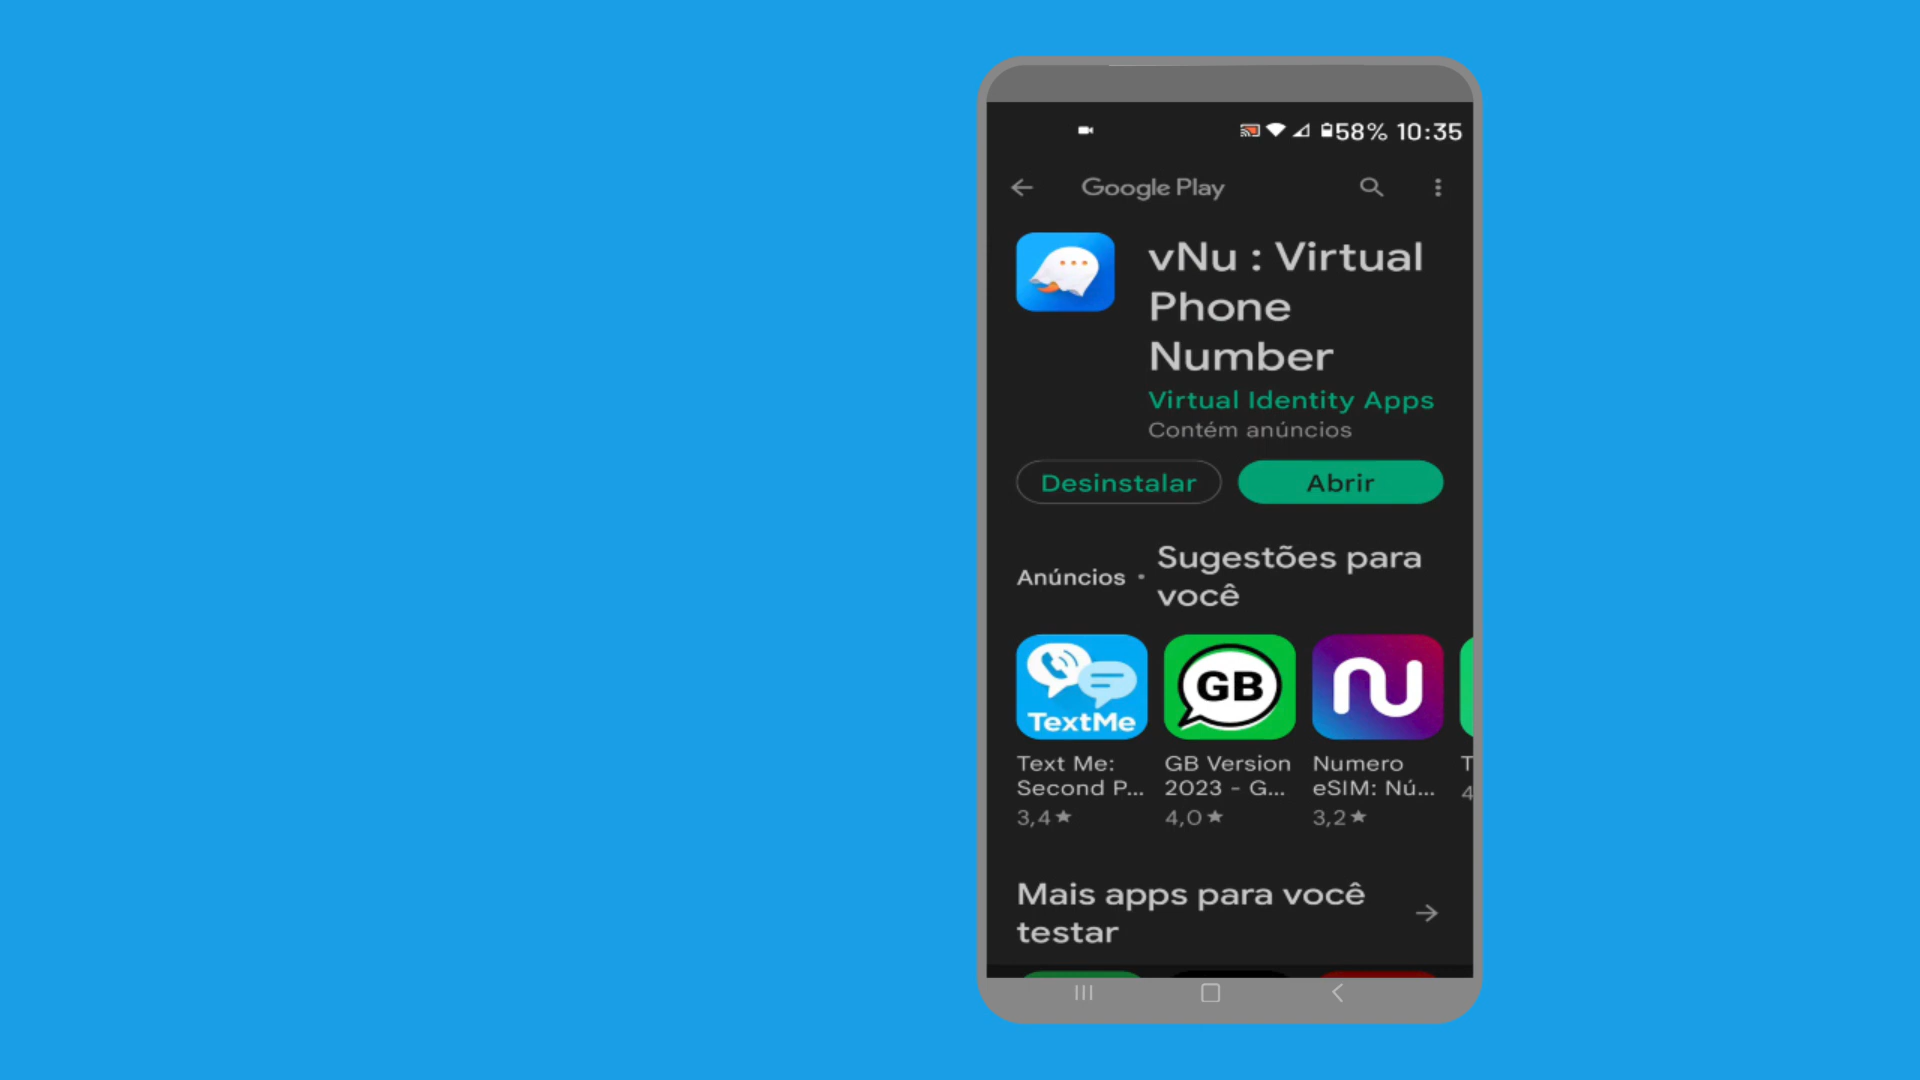 58% 10:35
Google Play
vNu : Virtual
Phone
Number
Virtual Identity Apps
Contém anúncios
Desinstalar
Abrir
Anúncios •
Sugestões para
você
TextMe
GB
Text Me:
Second P...
3,4★
GB Version
2023 - G...
4,0★
Numero
eSIM: Nú...
3,2★
T
4
Mais apps para você
testar